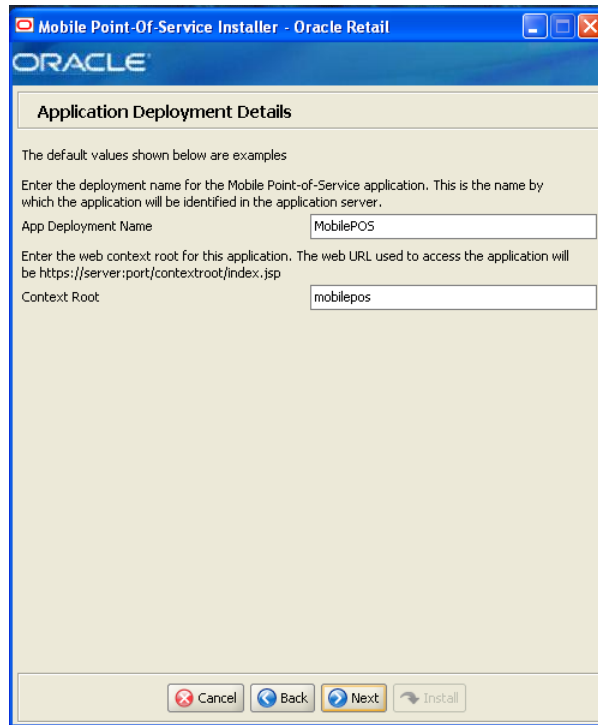 Mobile Point-Of-Service Installer - Oracle Retail
ORACLE
Application Deployment Details
The default values shown below are examples
Enter the deployment name for the Mobile Point-of-Service application. This is the name by
which the application will be identified in the application server.
App Deployment Name MobilePOS
Enter the web context root for this application. The web URL used to access the application will
be https://server:port/contextroot/index.jsp
Context Root mobilepos
Cancel Back Next Install